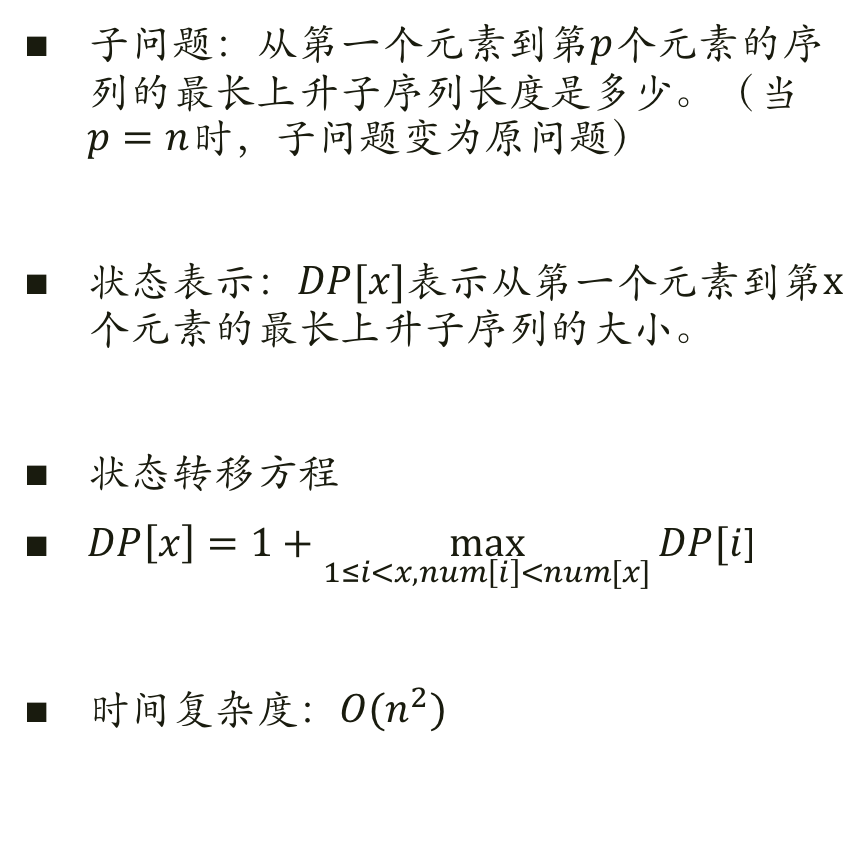 ■ 子问题：从第一个元素到第𝑝个元素的序
列的最长上升子序列长度是多少。（当
𝑝 = 𝑛时，子问题变为原问题）
■ 状态表示：𝐷𝑃[𝑥]表示从第一个元素到第x
个元素的最长上升子序列的大小。
■ 状态转移方程
■ 𝐷𝑃[𝑥] = 1 + max 𝐷𝑃[𝑖]
1≤𝑖<𝑥,𝑛𝑢𝑚[𝑖]<𝑛𝑢𝑚[𝑥]
■ 时间复杂度：𝑂(𝑛²)